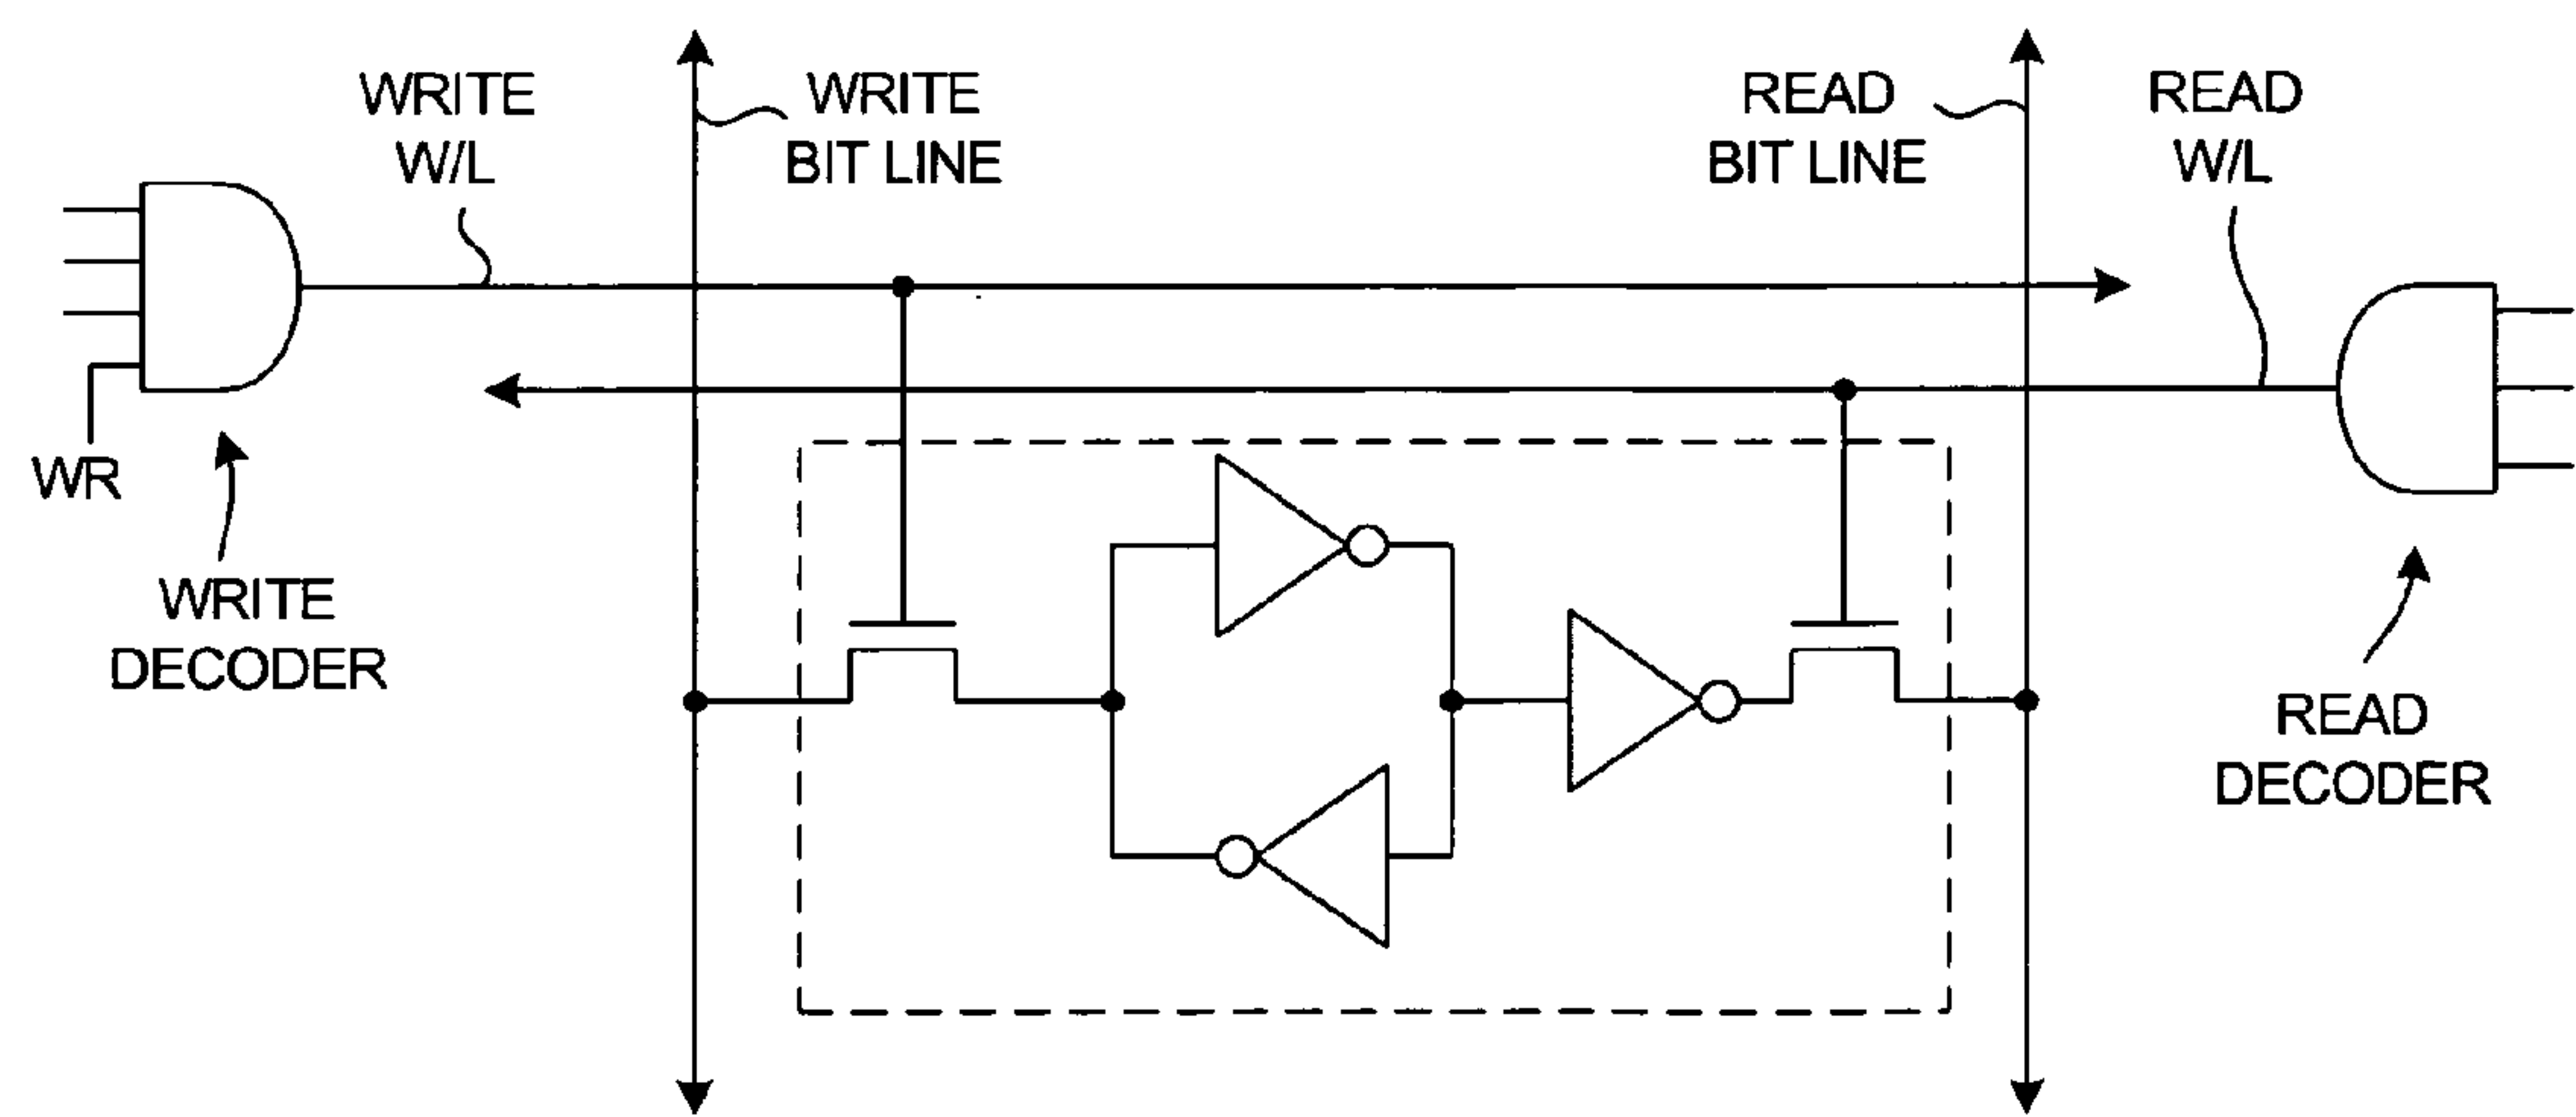 WRITE
W/L
WRITE
BIT LINE
READ
BIT LINE
READ
W/L
WR
WRITE
DECODER
READ
DECODER